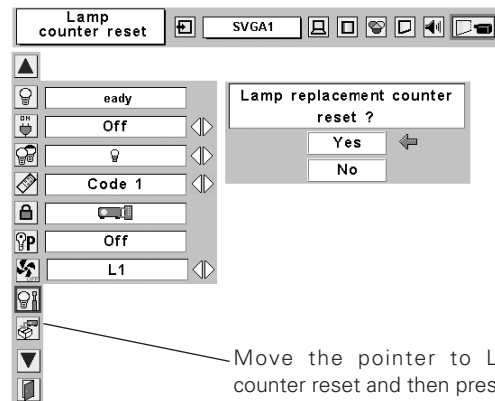 Lamp
counter reset
SVGA1
eady
Off
Code 1
Off
L1
Lamp replacement counter
reset ?
Yes
No
ON
P
Move the pointer to L
counter reset and then pres